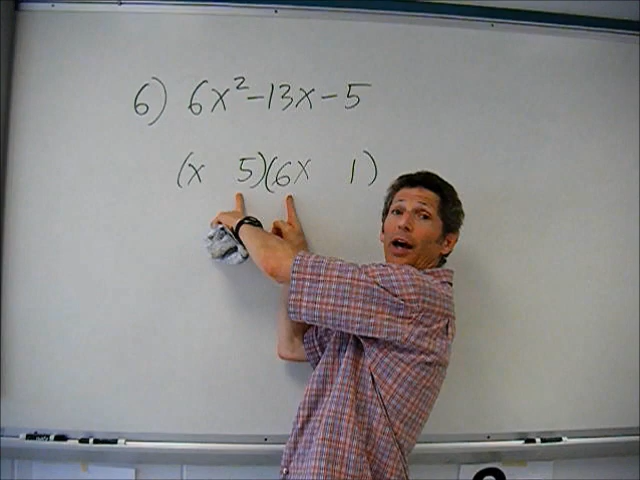 6) 6x²-13x-5
(x 5)(6x 1)